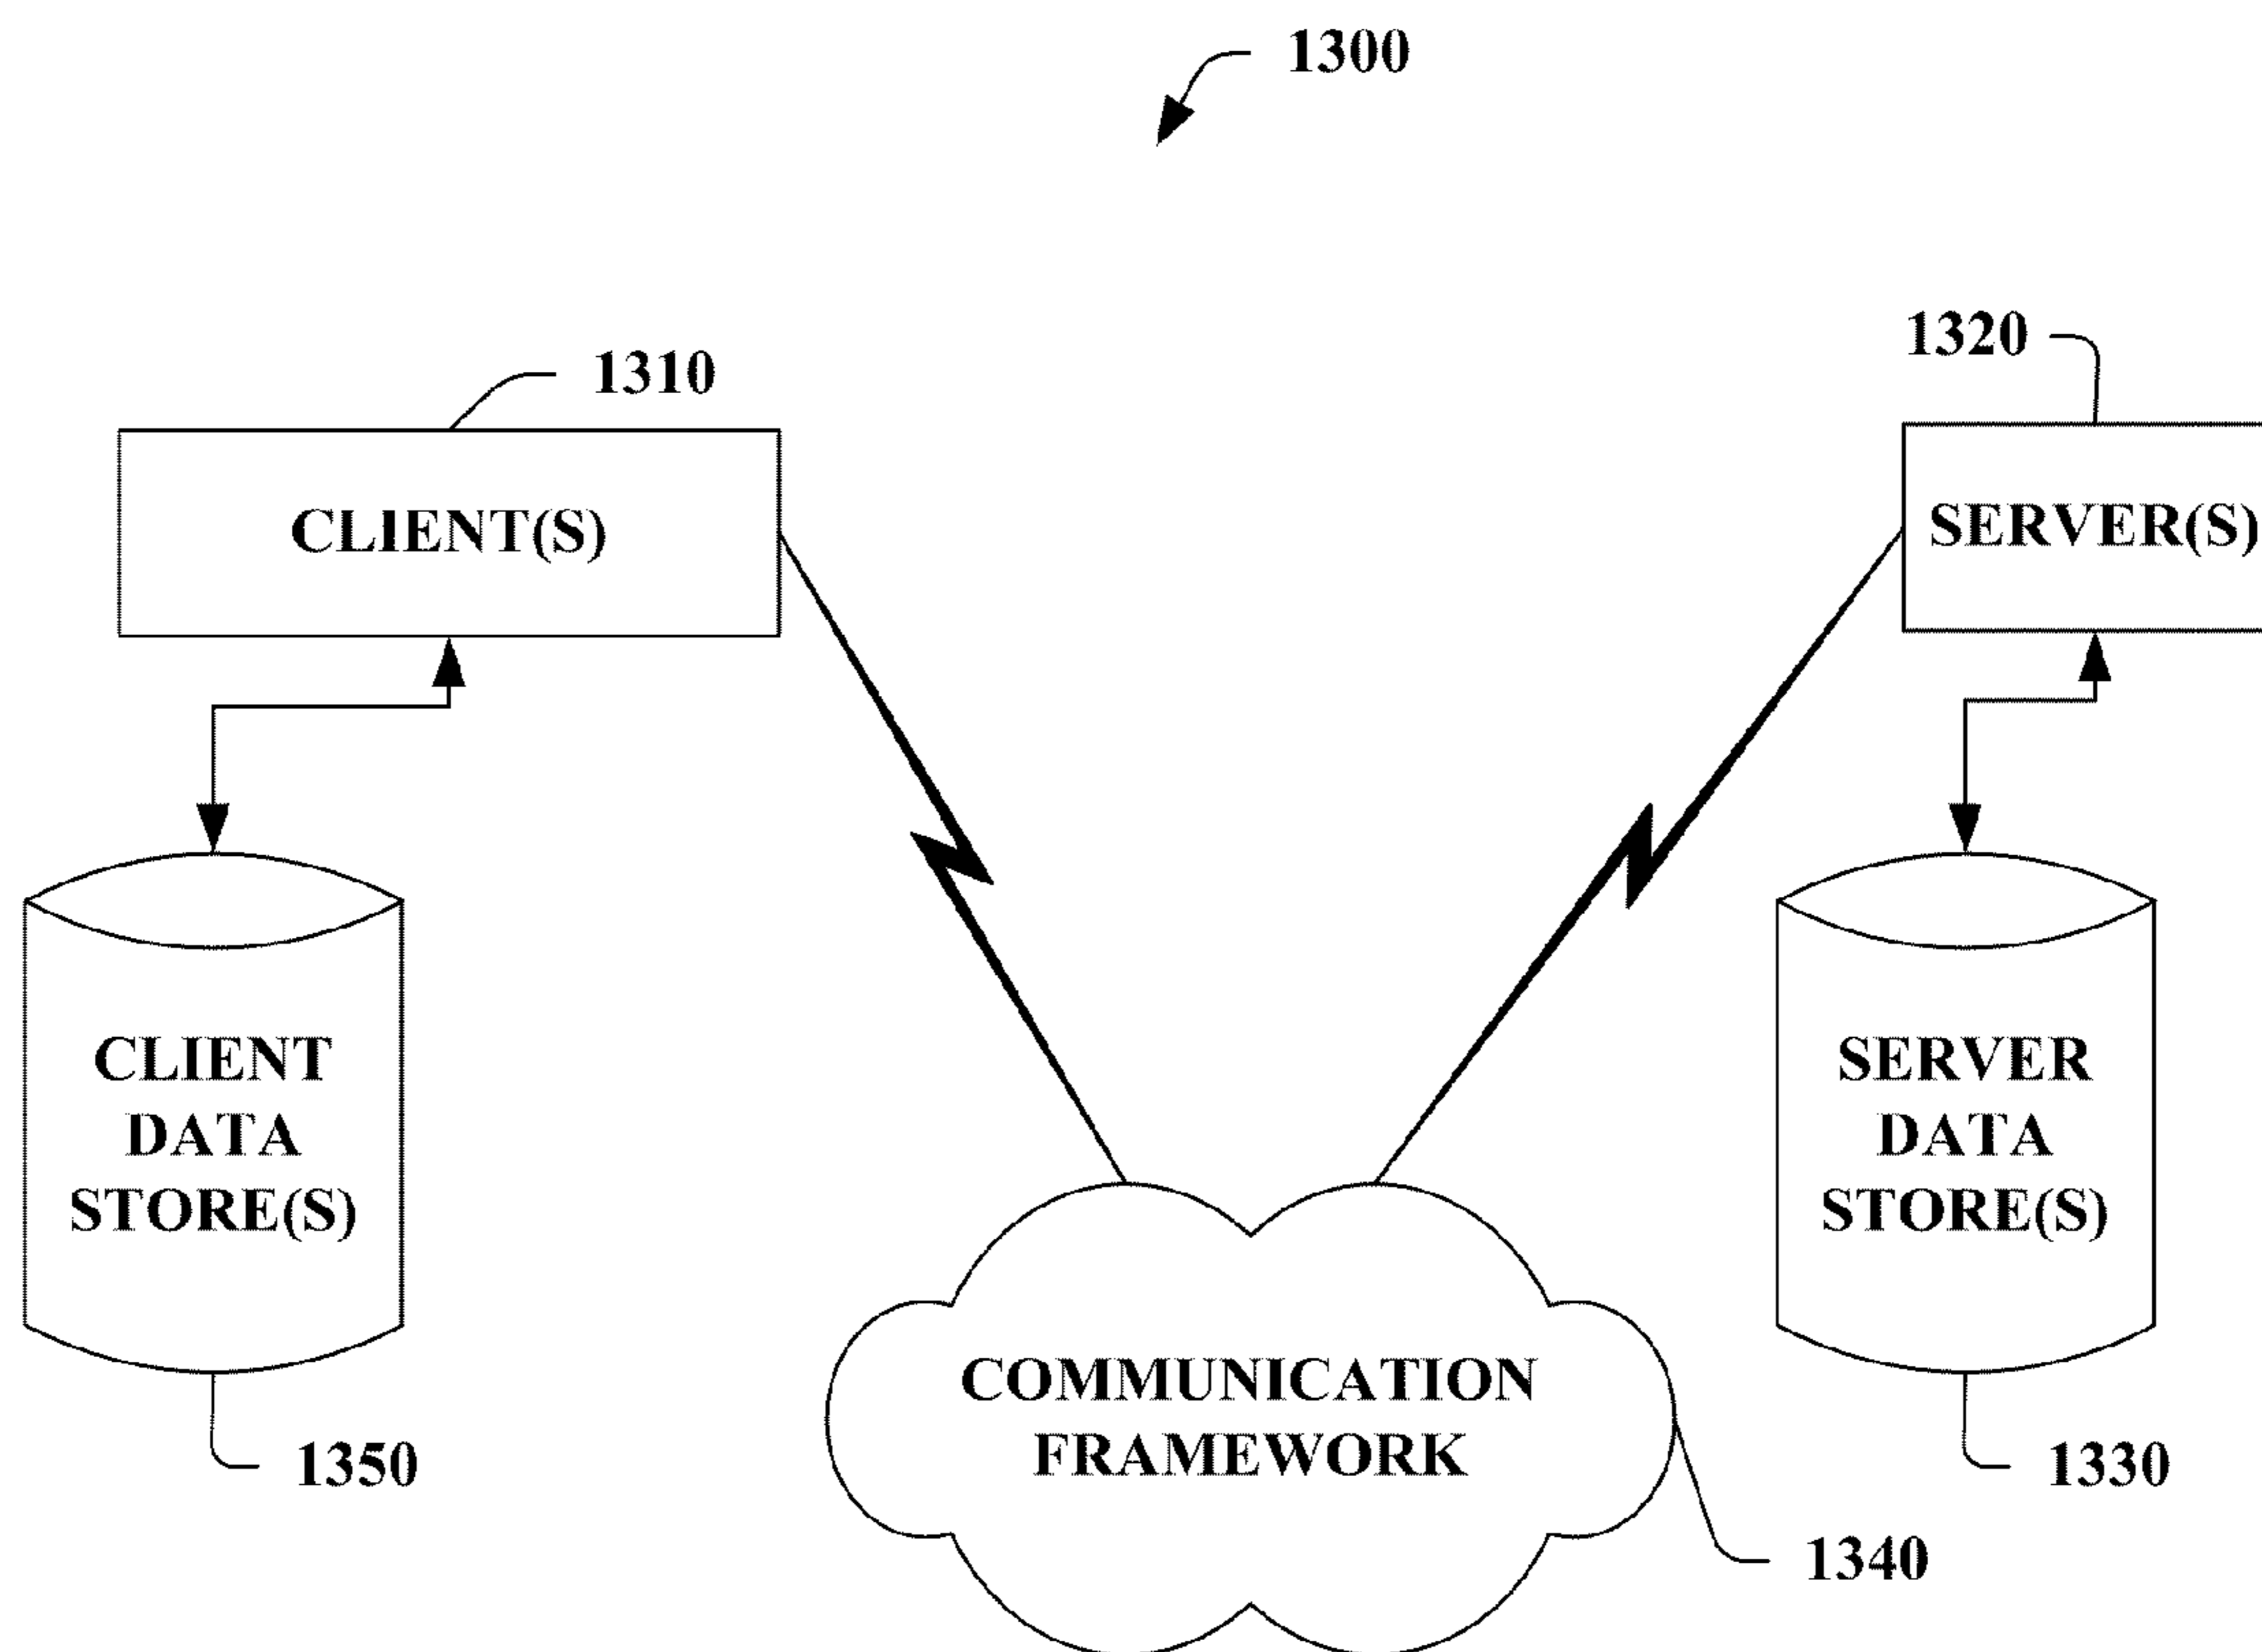 1300
1310
1320
CLIENT(S)
SERVER(S)
CLIENT
DATA
STORE(S)
SERVER
DATA
STORE(S)
COMMUNICATION
FRAMEWORK
1350
1330
1340